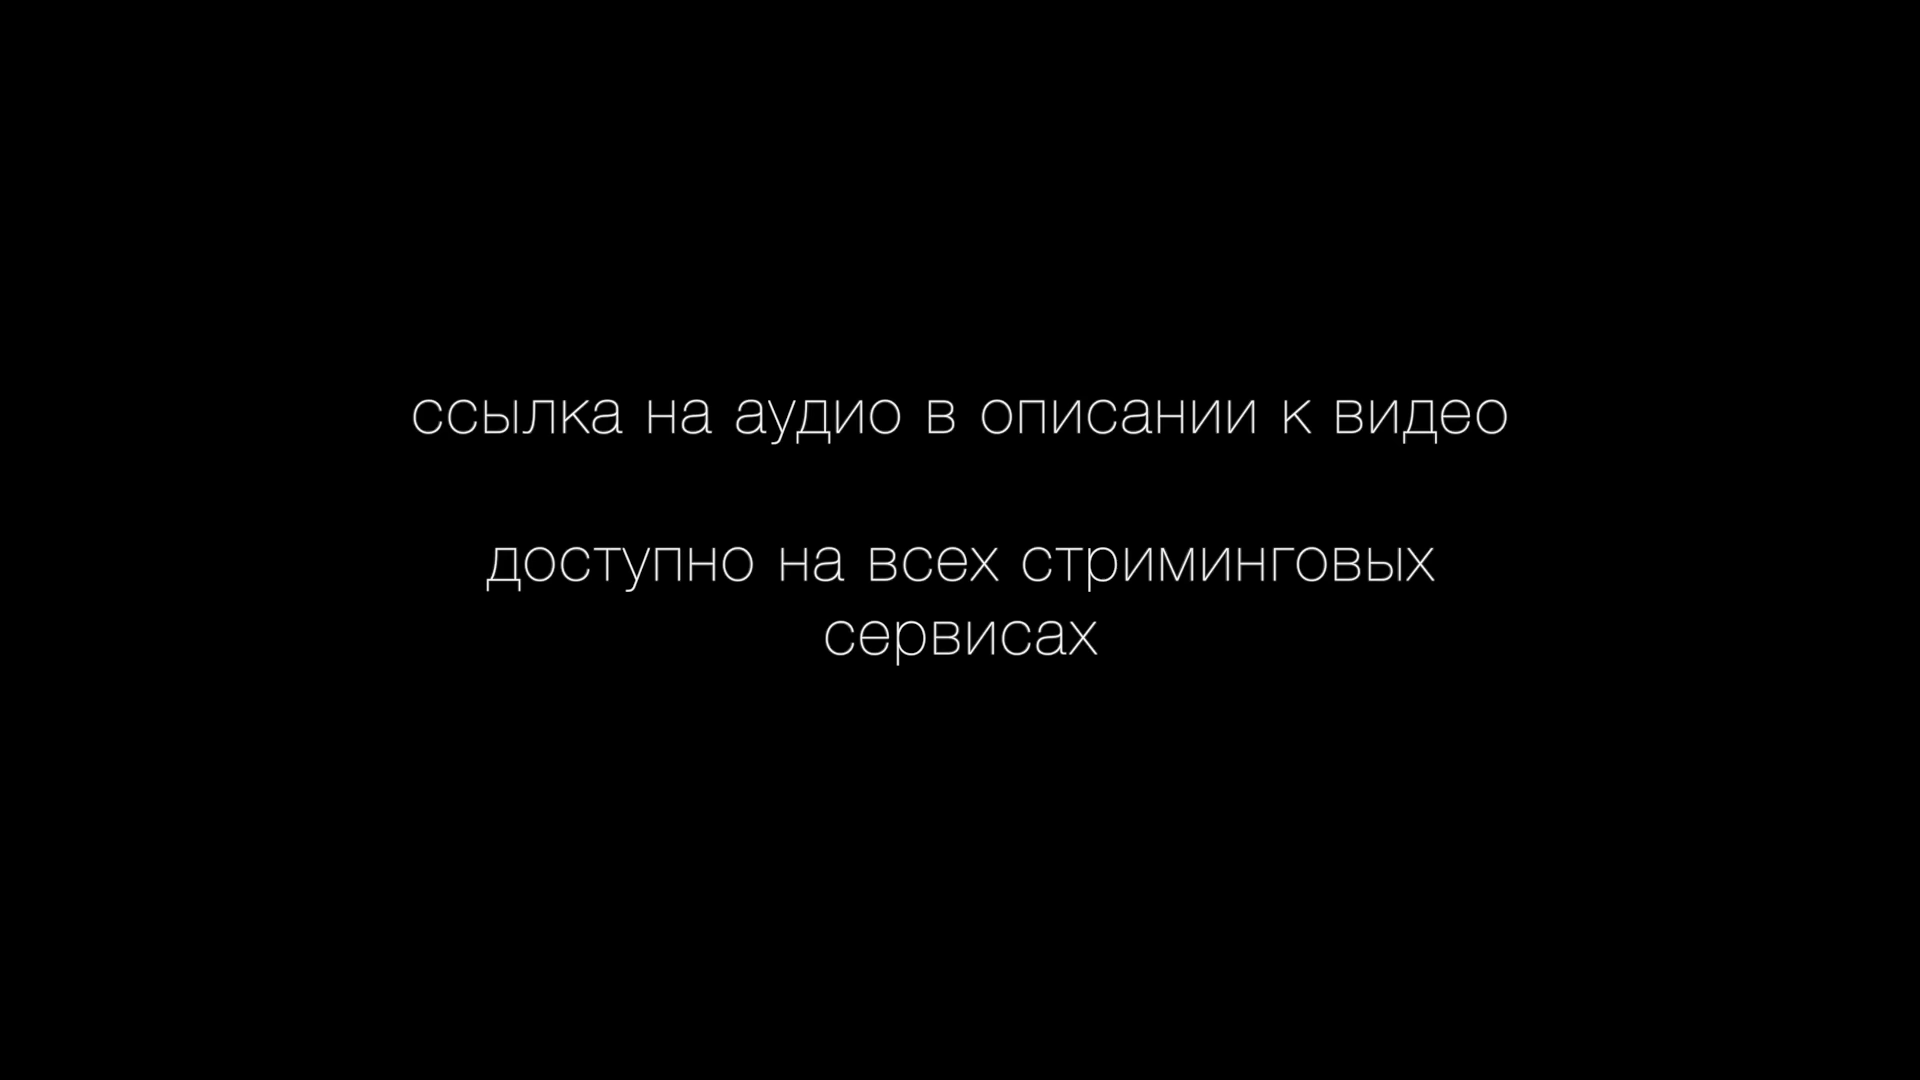 ссылка на аудио в описании к видео
доступно на всех стриминговых
сервисах